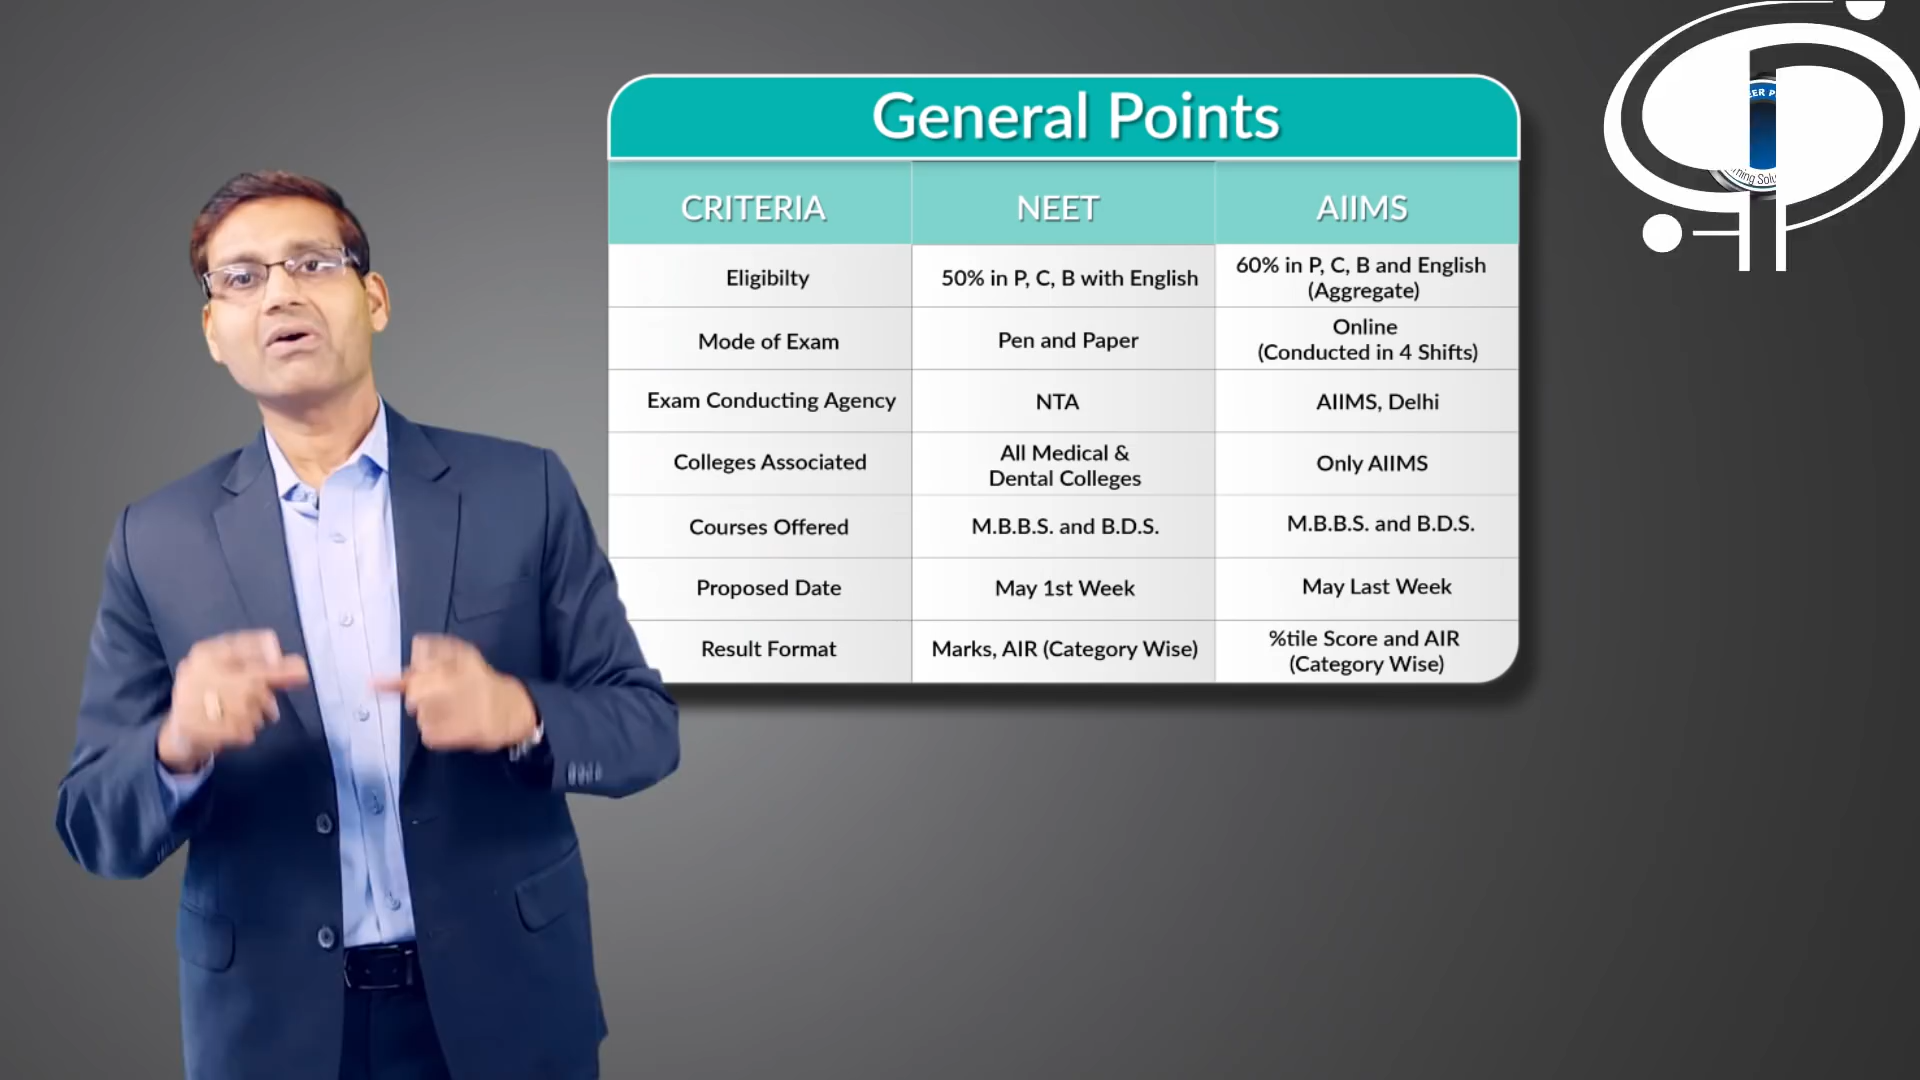 General Points
CRITERIA NEET AIIMS
Eligibilty 50% in P, C, B with English 60% in P, C, B and English
(Aggregate)
Mode of Exam Pen and Paper Online
(Conducted in 4 Shifts)
Exam Conducting Agency NTA AIIMS, Delhi
Colleges Associated All Medical &
Dental Colleges Only AIIMS
Courses Offered M.B.B.S. and B.D.S. M.B.B.S. and B.D.S.
Proposed Date May 1st Week May Last Week
Result Format Marks, AIR (Category Wise) %tile Score and AIR
(Category Wise)